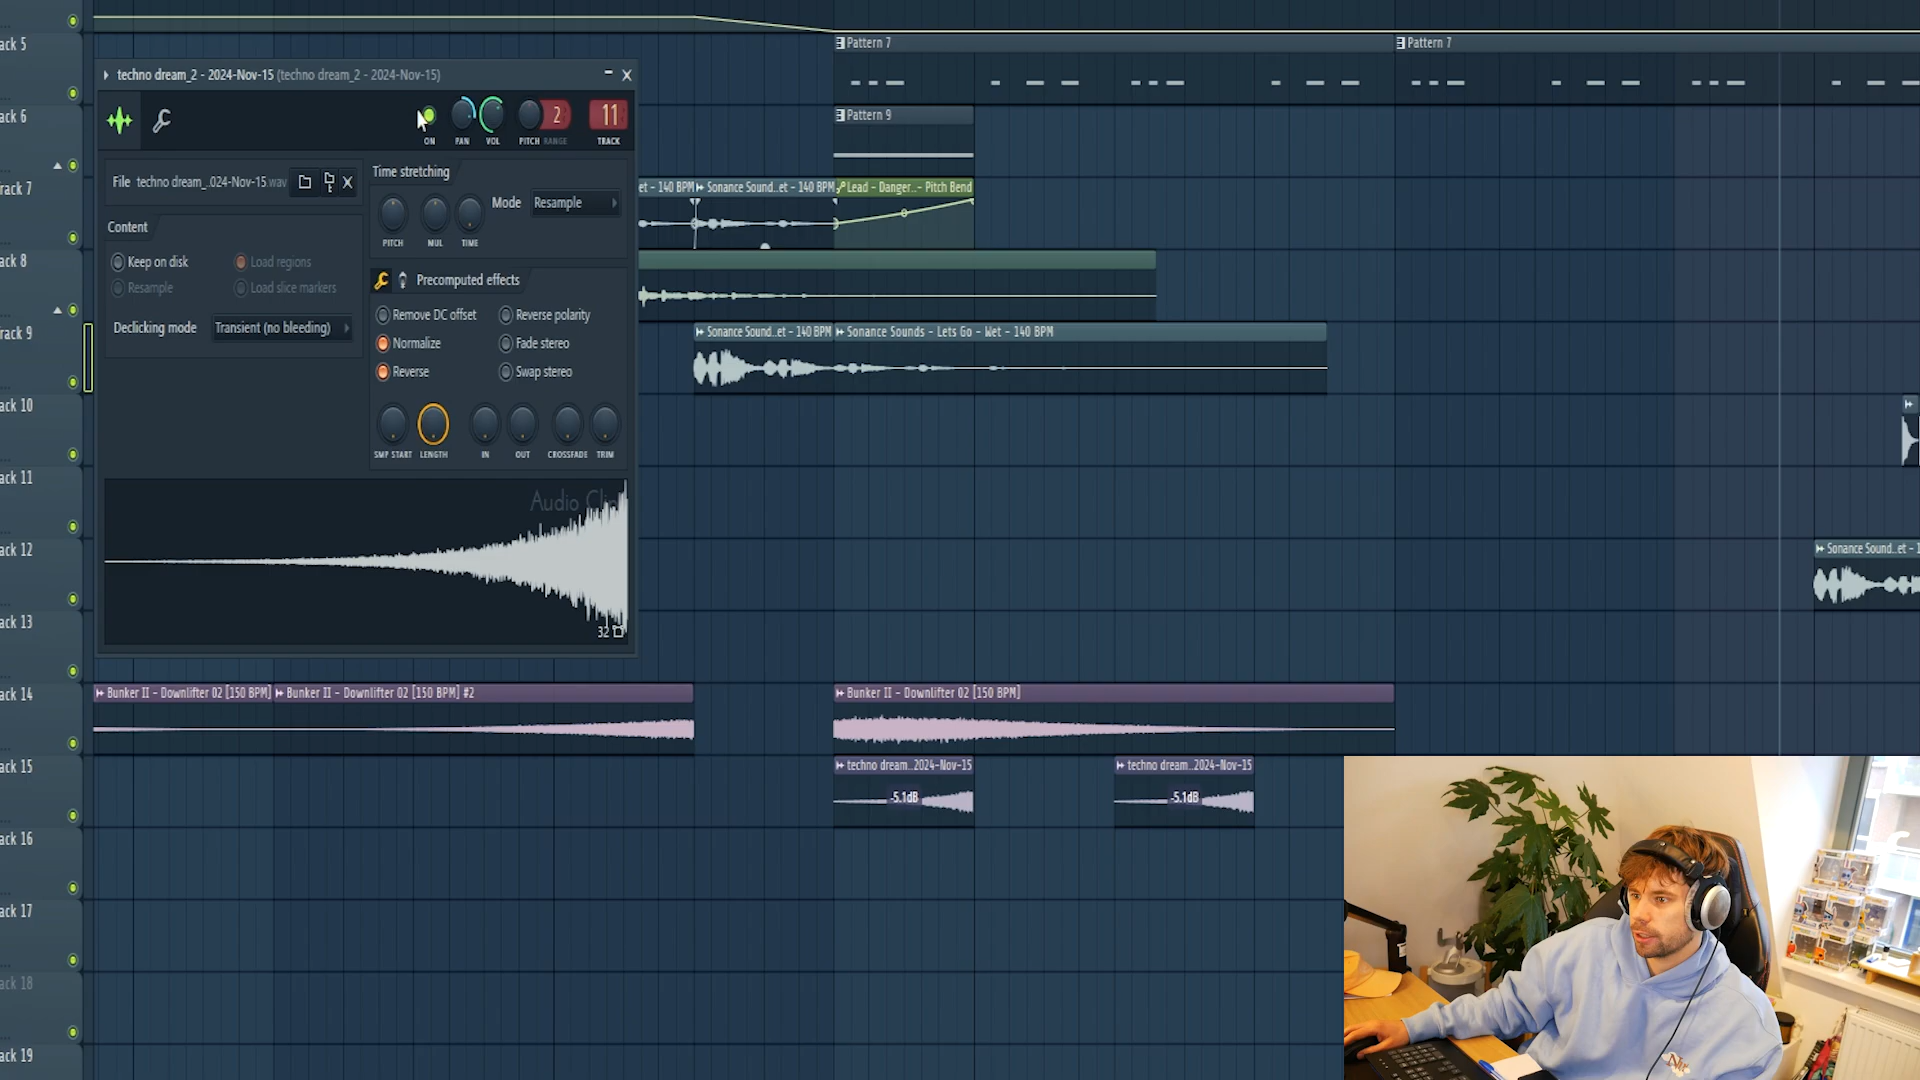 ack 5
Pattern 7
Pattern 7
techno dream_2 - 2024-Nov-15 (techno dream_2 - 2024-Nov-15)
ack 6
Pattern 9
2
11
ON
PAN
VOL
PITCH
RANGE
TRACK
File
techno dream_.024-Nov-15.wav
Time stretching
Mode
Resample
PITCH
MUL
TIME
rack 7
et - 140 BPM
Sonance Sound..et - 140 BPM
Lead - Danger..- Pitch Bend
Content
Keep on disk
Load regions
Resample
Load slice markers
Declicking mode
Transient (no bleeding)
Precomputed effects
Remove DC offset
Reverse polarity
Normalize
Fade stereo
Reverse
Swap stereo
SMP START
LENGTH
IN
OUT
CROSSFADE
TRIM
ack 8
rack 9
Sonance Sound..et - 140 BPM
Sonance Sounds - Lets Go - Wet - 140 BPM
ack 10
ack 11
Audio Cli
32
ack 12
Sonance Sound..et - 1
ack 13
ack 14
Bunker II - Downlifter 02 [150 BPM]
Bunker II - Downlifter 02 [150 BPM] #2
Bunker II - Downlifter 02 [150 BPM]
ack 15
techno dream..2024-Nov-15
techno dream..2024-Nov-15
-5.1dB
-5.1dB
ack 16
ack 17
ack 18
ack 19